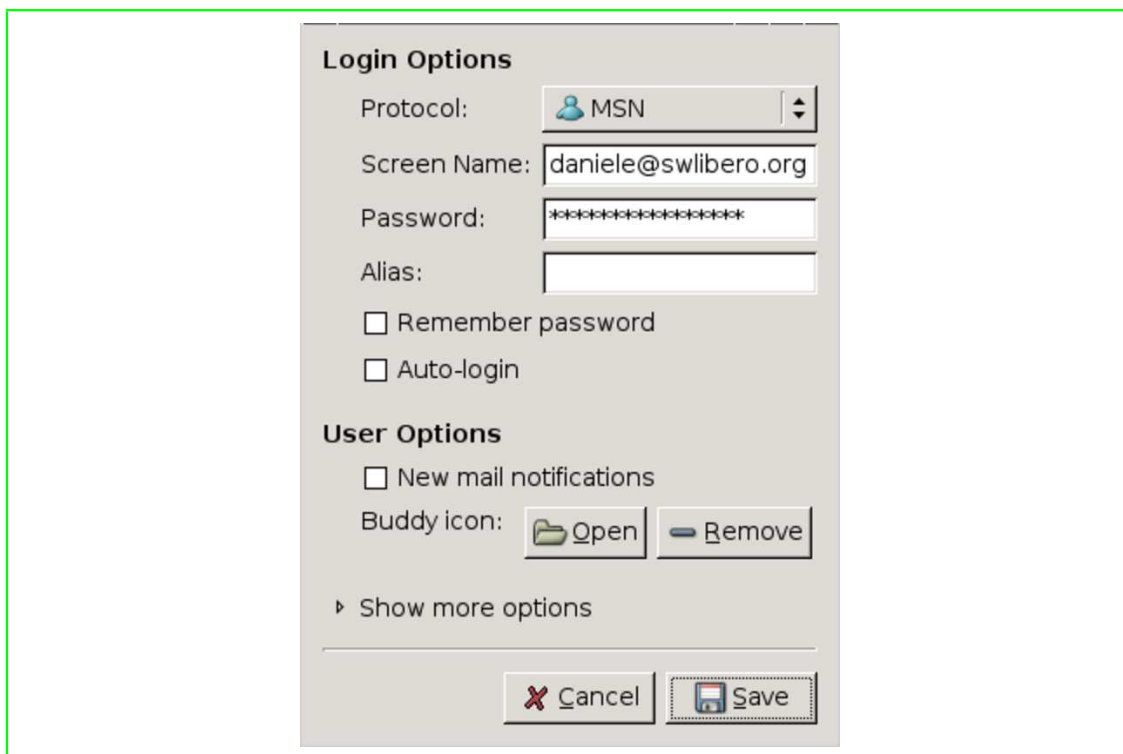 Login Options
Protocol: MSN
Screen Name: daniele@swlibero.org
Password: *****************
Alias:
Remember password
Auto-login
User Options
New mail notifications
Buddy icon: Open Remove
Show more options
Cancel Save